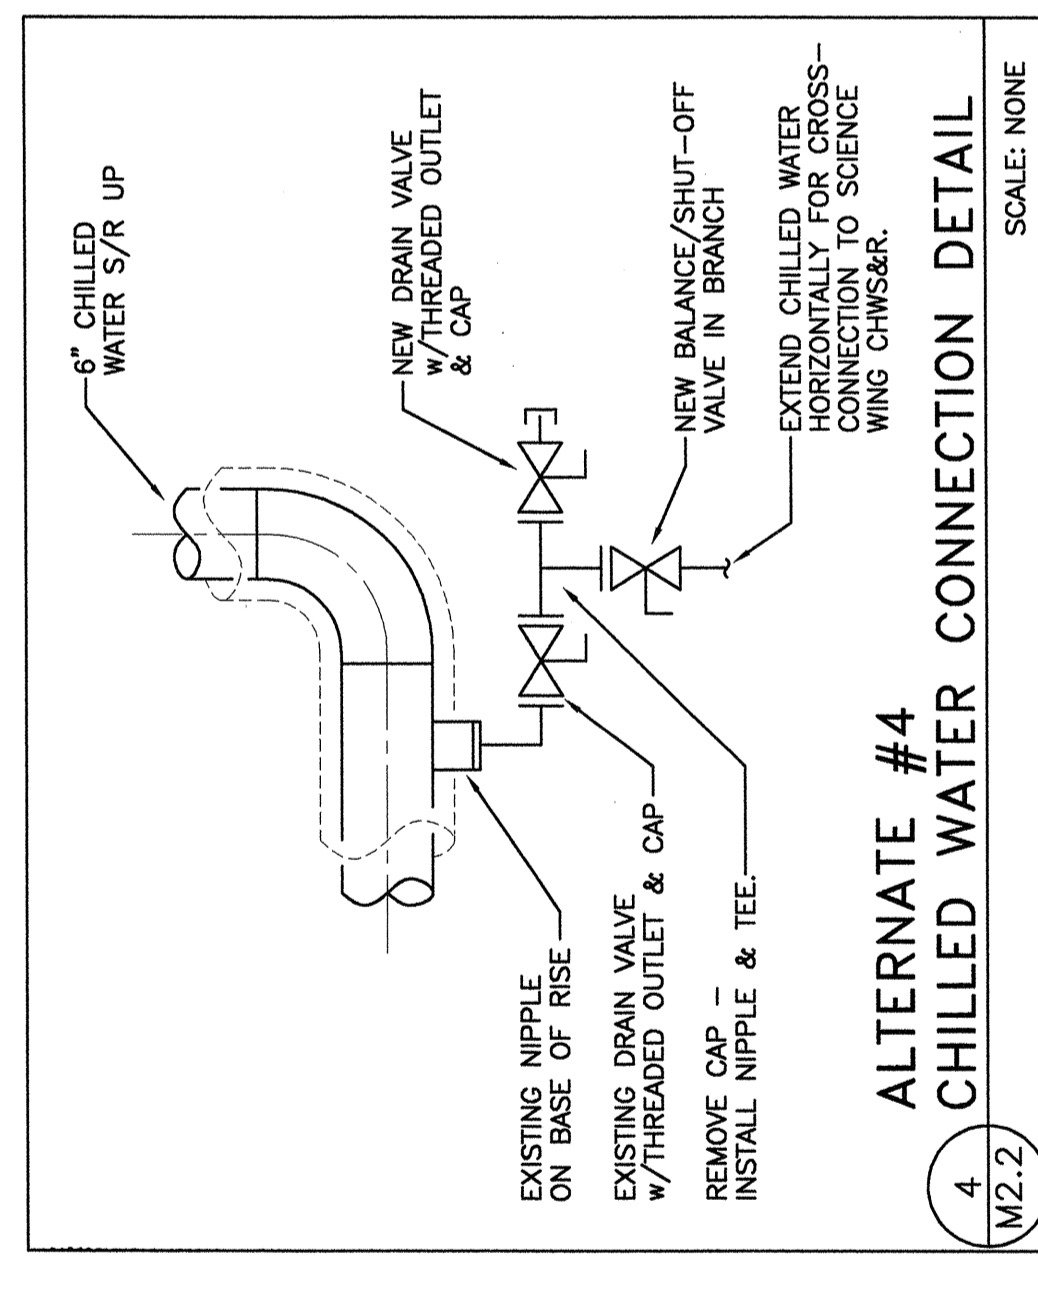 6" CHILLED
WATER S/R UP
NEW DRAIN VALVE
w/THREADED OUTLET
& CAP
NEW BALANCE/SHUT-OFF
VALVE IN BRANCH
EXTEND CHILLED WATER
HORIZONTALLY FOR CROSS-
CONNECTION TO SCIENCE
WING CHWS&R.
EXISTING NIPPLE
ON BASE OF RISE
EXISTING DRAIN VALVE
w/THREADED OUTLET & CAP
REMOVE CAP -
INSTALL NIPPLE & TEE.
ALTERNATE #4
CHILLED WATER CONNECTION DETAIL
4
M2.2
SCALE: NONE